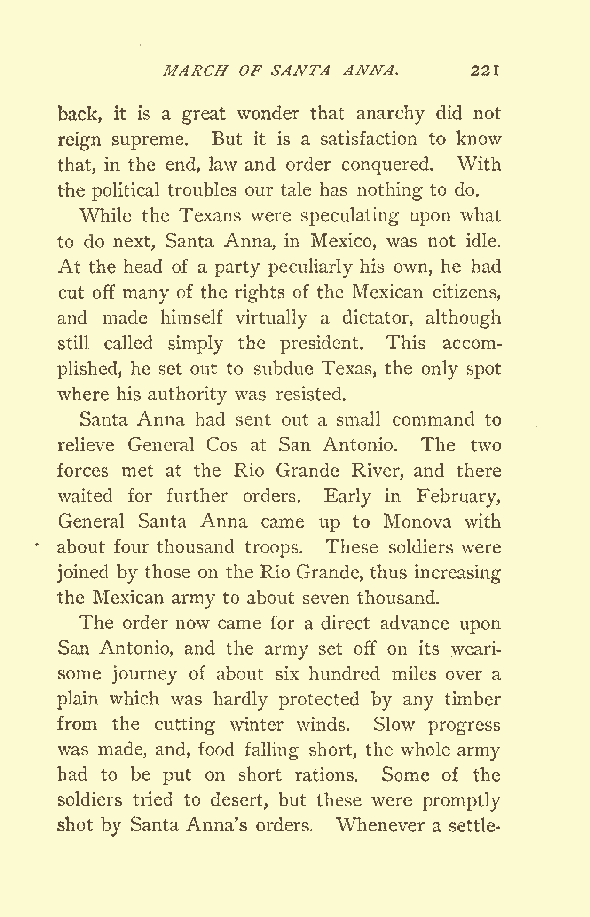 MARCH OF SANTA ANNA. 221
back, it is a great wonder that anarchy did not
reign supreme. But it is a satisfaction to know
that, in the end, law and order conquered. With
the political troubles our tale has nothing to do.
While the Texans were speculating upon what
to do next, Santa Anna, in Mexico, was not idle.
At the head of a party peculiarly his own, he had
cut off many of the rights of the Mexican citizens,
and made himself virtually a dictator, although
still called simply the president. This accom-
plished, he set out to subdue Texas, the only spot
where his authority was resisted.
Santa Anna had sent out a small command to
relieve General Cos at San Antonio. The two
forces met at the Rio Grande River, and there
waited for further orders. Early in February,
General Santa Anna came up to Monova with
about four thousand troops. These soldiers were
joined by those on the Rio Grande, thus increasing
the Mexican army to about seven thousand.
The order now came for a direct advance upon
San Antonio, and the army set off on its weari-
some journey of about six hundred miles over a
plain which was hardly protected by any timber
from the cutting winter winds. Slow progress
was made, and, food falling short, the whole army
had to be put on short rations. Some of the
soldiers tried to desert, but these were promptly
shot by Santa Anna's orders. Whenever a settle-